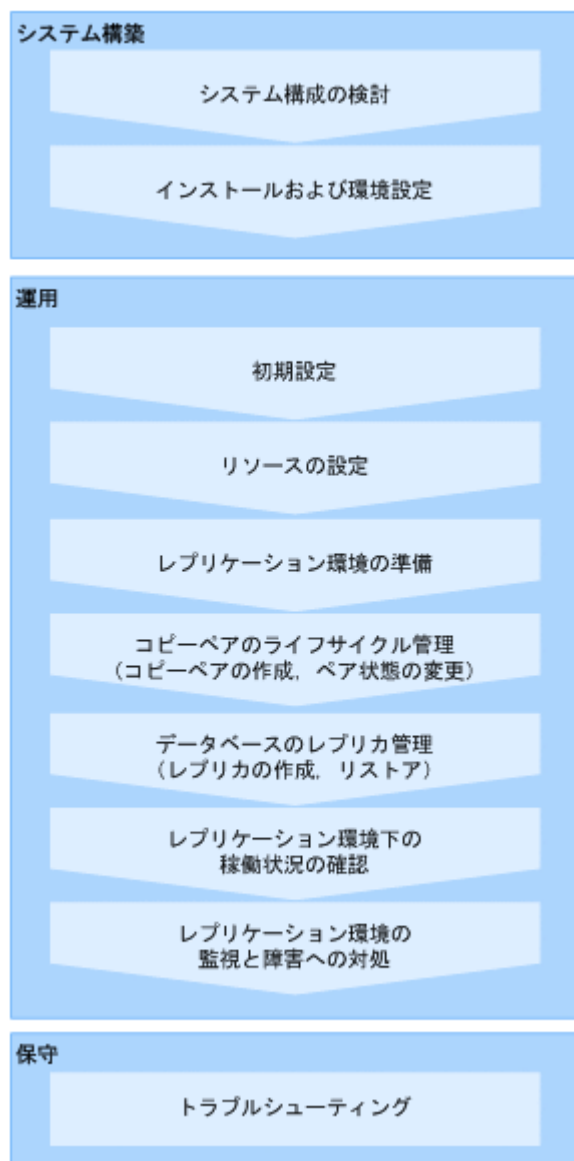 システム構築
システム構成の検討
インストールおよび環境設定
運用
初期設定
リソースの設定
レプリケーション環境の準備
コピーペアのライフサイクル管理
（コピーペアの作成，ペア状態の変更）
データベースのレプリカ管理
（レプリカの作成，リストア）
レプリケーション環境下の
稼働状況の確認
レプリケーション環境の
監視と障害への対処
保守
トラブルシューティング